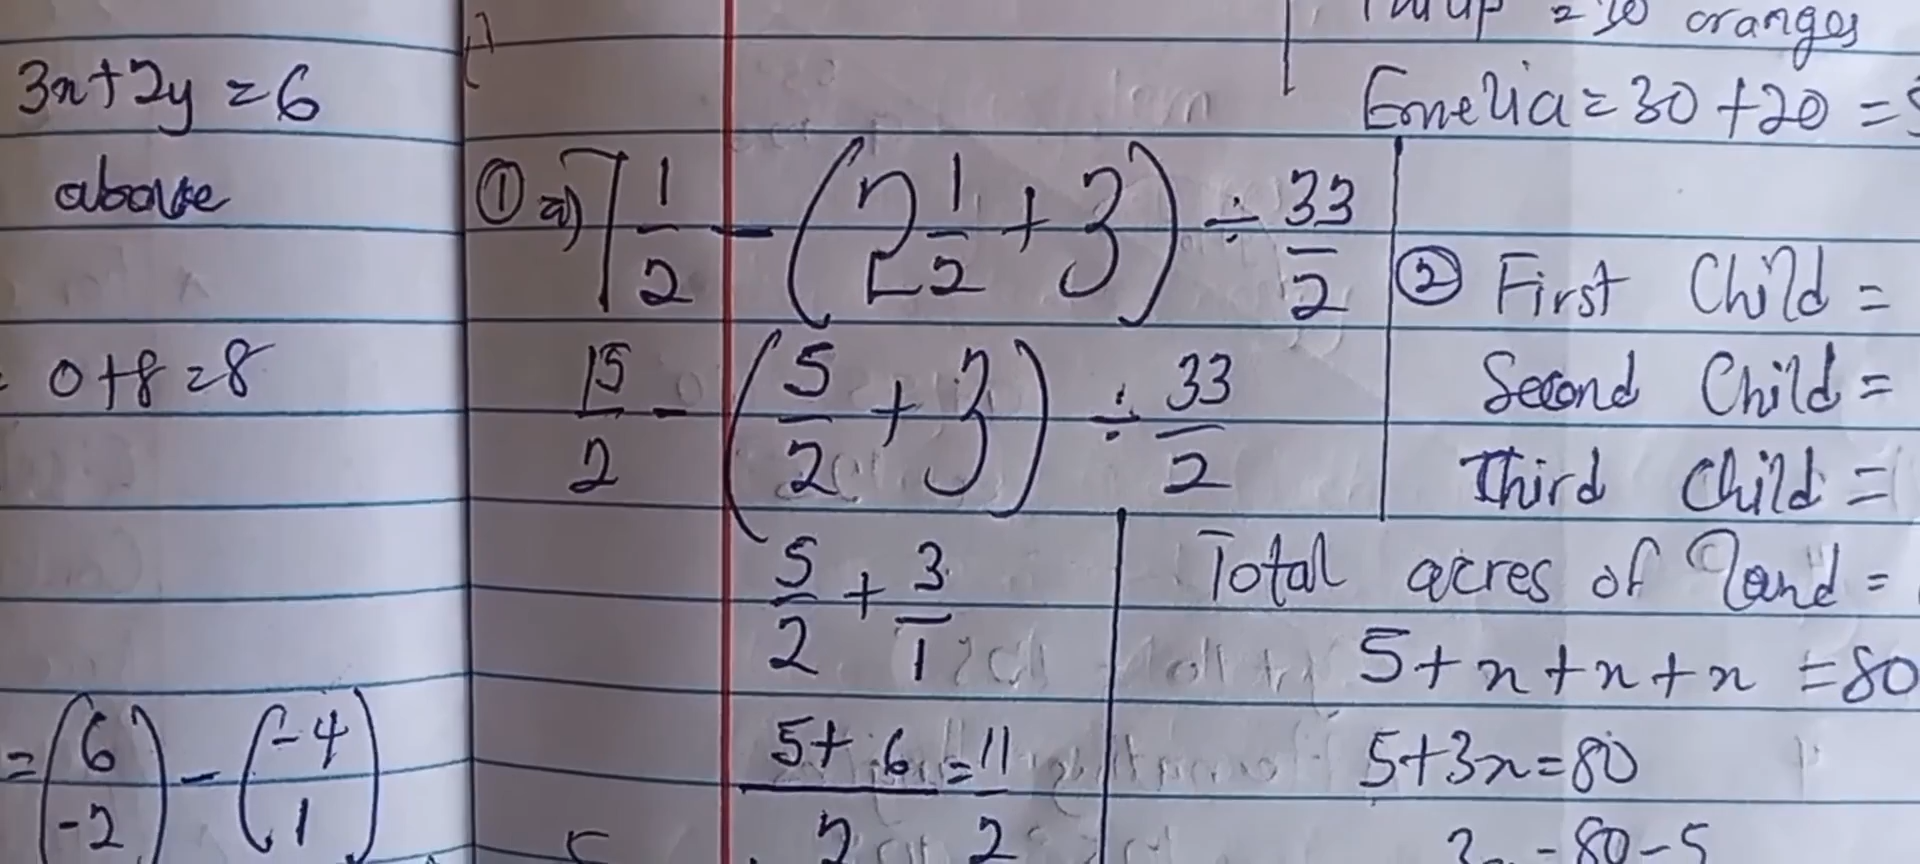 3x+2y=6
above
0+8=8
= (6 -2) - (-4 1)
= 30 oranges
Emelia = 30+20 =
① a) 7 1/2 - (2 1/2 + 3) ÷ 33/2
15/2 - (5/2 + 3) ÷ 33/2
5/2 + 3/1
5+6/2 = 11/2
② First Child =
Second Child =
Third Child =
Total acres of land =
5+x+x+x = 80
5+3x=80
= 80-5